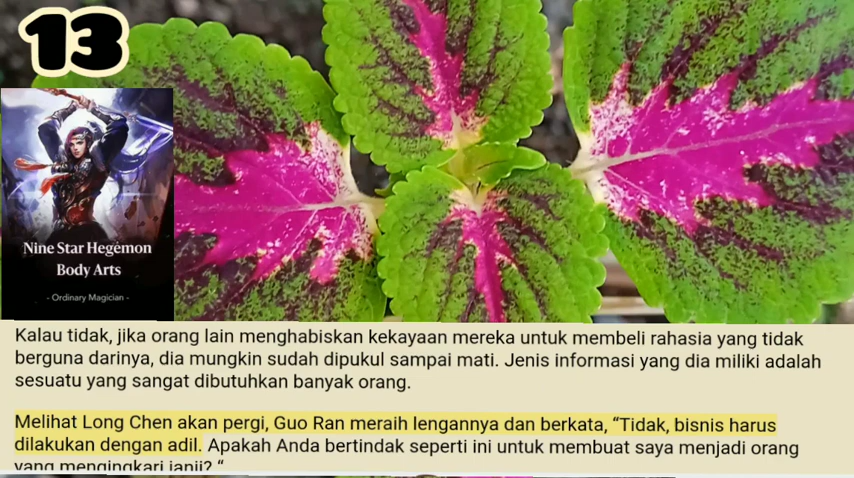 13
Nine Star Hegemon
Body Arts
- Ordinary Magician -
Kalau tidak, jika orang lain menghabiskan kekayaan mereka untuk membeli rahasia yang tidak
berguna darinya, dia mungkin sudah dipukul sampai mati. Jenis informasi yang dia miliki adalah
sesuatu yang sangat dibutuhkan banyak orang.
Melihat Long Chen akan pergi, Guo Ran meraih lengannya dan berkata, “Tidak, bisnis harus
dilakukan dengan adil. Apakah Anda bertindak seperti ini untuk membuat saya menjadi orang
yang mengingkari janji? “